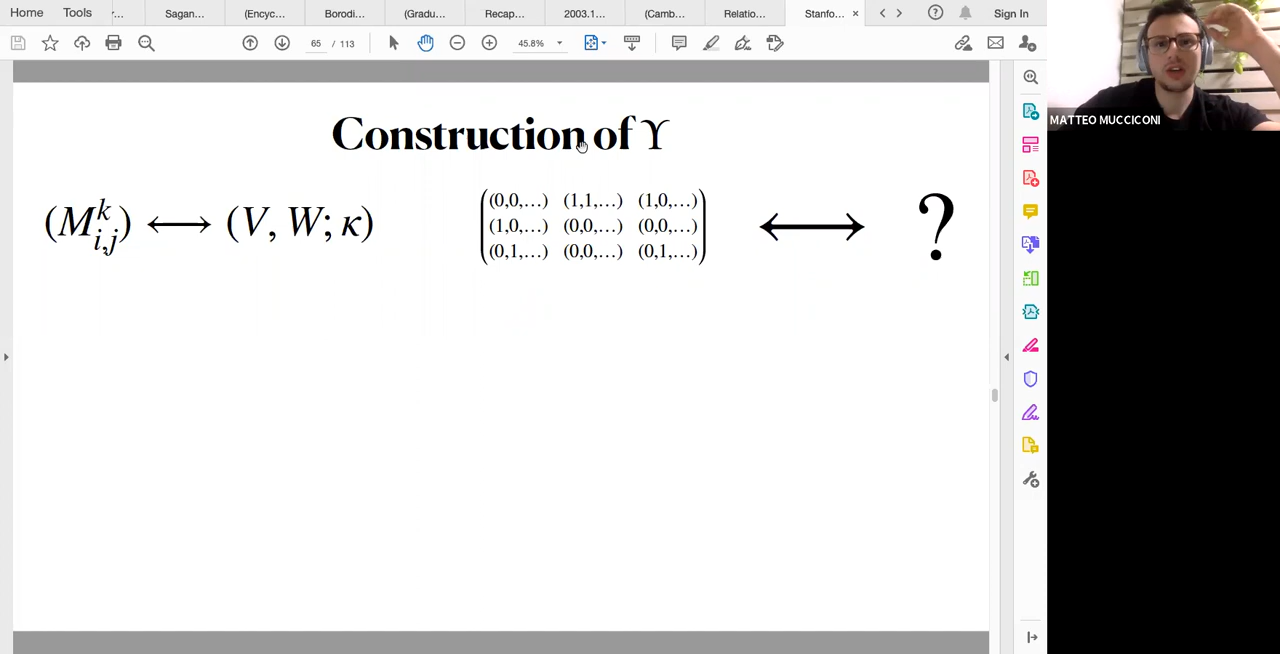 Home Tools r... Sagan... (Encyc... Borodi... (Gradu... Recap... 2003.1... (Camb... Relatio... Stanfo... × Sign In
65 / 113 45.8%
MATTEO MUCCICONI
Construction of ϒ
(M^k_{i,j}) ⟷ (V, W; κ)
(0,0,…) (1,1,…) (1,0,…)
(1,0,…) (0,0,…) (0,0,…)
(0,1,…) (0,0,…) (0,1,…)
⟷ ?